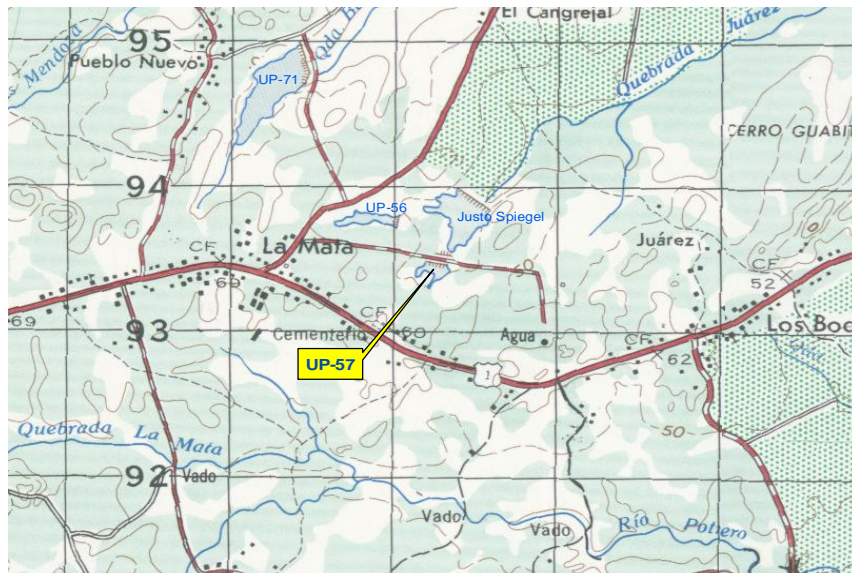 El Cangrejal
Juárez
95
Pueblo Nuevo
UP-71
Quebrada
CERRO GUABIT
94
UP-56
Justo Spiegel
CF
La Mata
Juárez
CF
52
69
69
93
CF
60
Cementerio
Agua
CF
62
Los Boc
UP-57
1
50
Quebrada La Mata
92
Vado
Vado
Vado
Río Potrero